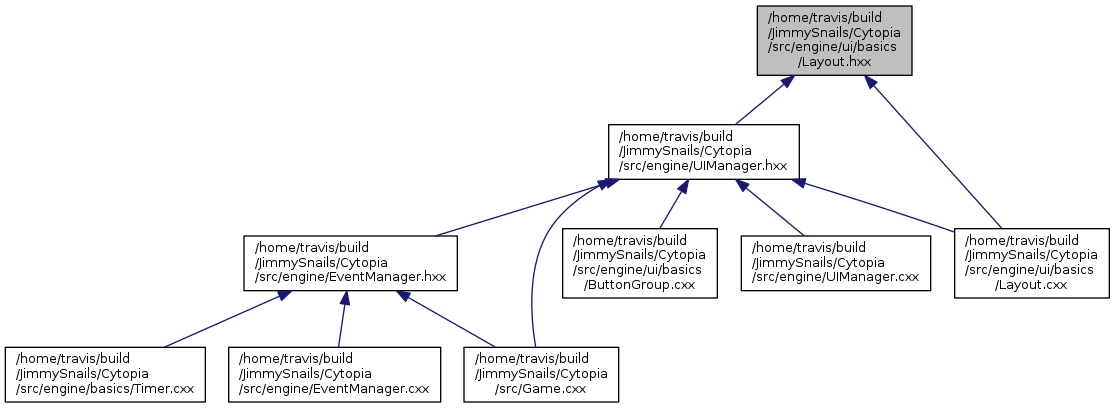 /home/travis/build
/JimmySnails/Cytopia
/src/engine/ui/basics
/Layout.hxx
/home/travis/build
/JimmySnails/Cytopia
/src/engine/UIManager.hxx
/home/travis/build
/JimmySnails/Cytopia
/src/engine/EventManager.hxx
/home/travis/build
/JimmySnails/Cytopia
/src/engine/ui/basics
/ButtonGroup.cxx
/home/travis/build
/JimmySnails/Cytopia
/src/engine/UIManager.cxx
/home/travis/build
/JimmySnails/Cytopia
/src/engine/ui/basics
/Layout.cxx
/home/travis/build
/JimmySnails/Cytopia
/src/engine/basics/Timer.cxx
/home/travis/build
/JimmySnails/Cytopia
/src/engine/EventManager.cxx
/home/travis/build
/JimmySnails/Cytopia
/src/Game.cxx